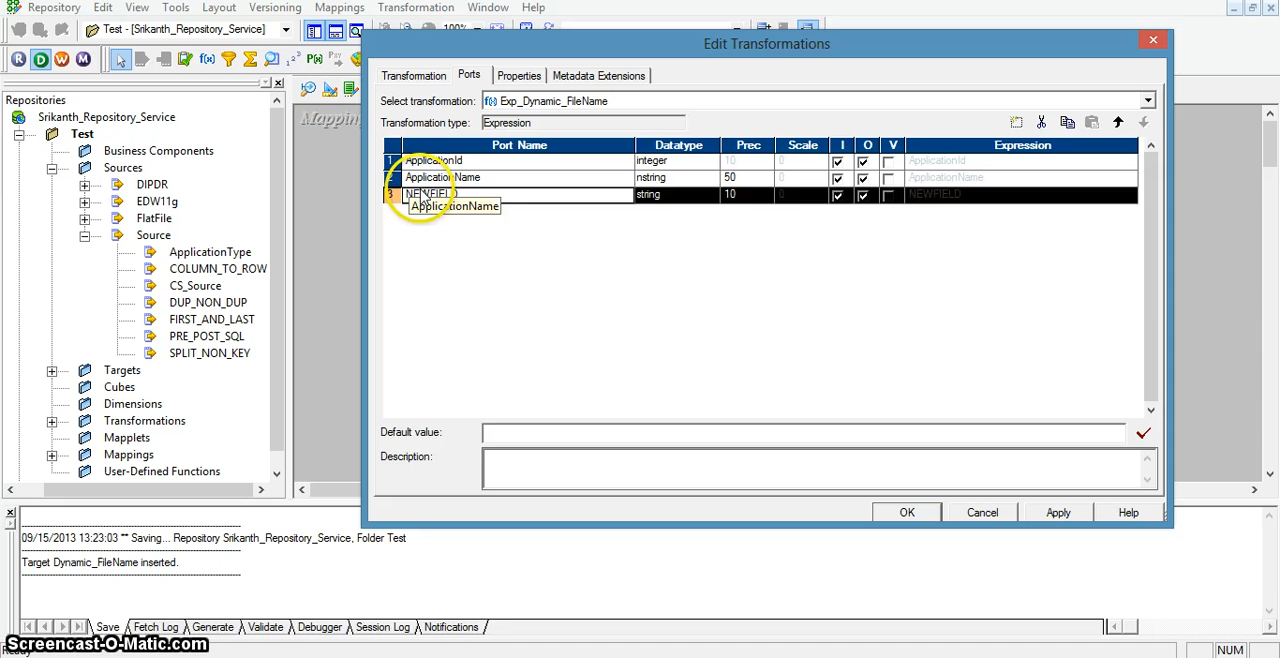 Repository Edit View Tools Layout Versioning Mappings Transformation Window Help
Test - [Srikanth_Repository_Service]
100%
R D W M
Repositories
Srikanth_Repository_Service
Test
Business Components
Sources
DIPDR
EDW11g
FlatFile
Source
ApplicationType
COLUMN_TO_ROW
CS_Source
DUP_NON_DUP
FIRST_AND_LAST
PRE_POST_SQL
SPLIT_NON_KEY
Targets
Cubes
Dimensions
Transformations
Mapplets
Mappings
User-Defined Functions
Edit Transformations
Transformation Ports Properties Metadata Extensions
Select transformation: f(x) Exp_Dynamic_FileName
Transformation type: Expression
Port Name Datatype Prec Scale I O V Expression
1 ApplicationId integer 10 0 ApplicationId
2 ApplicationName nstring 50 0 ApplicationName
3 NEWFIELD string 10 0 NEWFIELD
ApplicationName
Default value:
Description:
OK Cancel Apply Help
09/15/2013 13:23:03 ** Saving... Repository Srikanth_Repository_Service, Folder Test
Target Dynamic_FileName inserted.
Save Fetch Log Generate Validate Debugger Session Log Notifications
Screencast-O-Matic.com
NUM